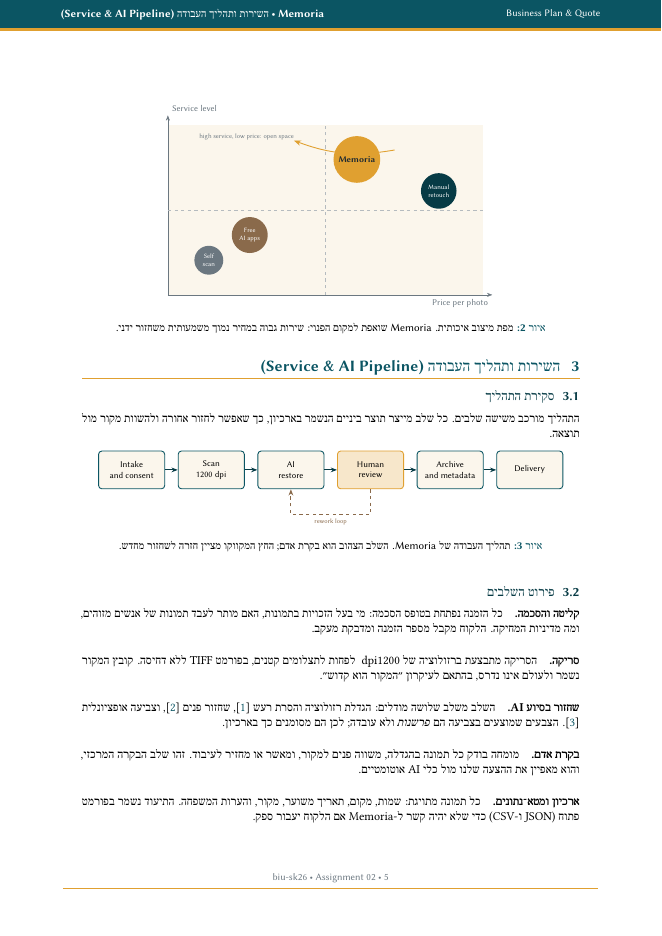 Memoria • השירות ותהליך העבודה (Service & AI Pipeline)
Business Plan & Quote
Service level
high service, low price: open space
Memoria
Manual
retouch
Free
AI apps
Self
scan
Price per photo
איור 2: מפת מיצוב איכותית. Memoria שואפת למקום הפנוי: שירות גבוה במחיר נמוך משמעותית משחזור ידני.
3 השירות ותהליך העבודה (Service & AI Pipeline)
3.1 סקירת התהליך
התהליך מורכב משישה שלבים. כל שלב מייצר תוצר ביניים הנשמר בארכיון, כך שאפשר לחזור אחורה ולהשוות מקור מול
תוצאה.
Intake
and consent
Scan
1200 dpi
AI
restore
Human
review
Archive
and metadata
Delivery
rework loop
איור 3: תהליך העבודה של Memoria. השלב הצהוב הוא בקרת אדם; החץ המקווקו מציין חזרה לשחזור מחדש.
3.2 פירוט השלבים
קליטה והסכמה. כל הזמנה נפתחת בטופס הסכמה: מי בעל הזכויות בתמונות, האם מותר לעבד תמונות של אנשים מזוהים,
ומה מדיניות המחיקה. הלקוח מקבל מספר הזמנה ומדבקת מעקב.
סריקה. הסריקה מתבצעת ברזולוציה של dpi1200 לפחות לתצלומים קטנים, בפורמט TIFF ללא דחיסה. קובץ המקור
נשמר ולעולם אינו נדרס, בהתאם לעיקרון ״המקור הוא קדוש״.
שחזור בסיוע AI. השלב משלב שלושה מודלים: הגדלת רזולוציה והסרת רעש [1], שחזור פנים [2], וצביעה אופציונלית
[3]. הצבעים שמוצעים בצביעה הם פרשנות ולא עובדה; לכן הם מסומנים כך בארכיון.
בקרת אדם. מומחה בודק כל תמונה בהגדלה, משווה פנים למקור, ומאשר או מחזיר לעיבוד. זהו שלב הבקרה המרכזי,
והוא מאפיין את ההצעה שלנו מול כלי AI אוטומטיים.
ארכיון ומטא־נתונים. כל תמונה מתויגת: שמות, מקום, תאריך משוער, מקור, והערות המשפחה. התיעוד נשמר בפורמט
פתוח (JSON ו-CSV) כדי שלא יהיה קשר ל-Memoria אם הלקוח יעבור ספק.
biu-sk26 • Assignment 02 • 5